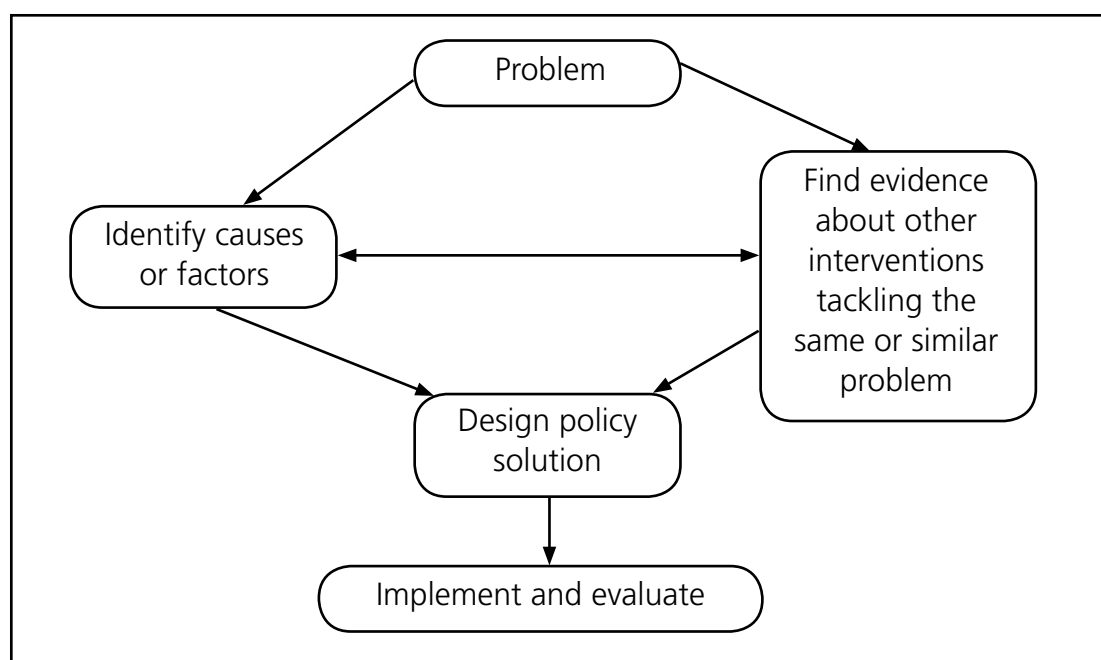 Problem
Identify causes
or factors
Find evidence
about other
interventions
tackling the
same or similar
problem
Design policy
solution
Implement and evaluate